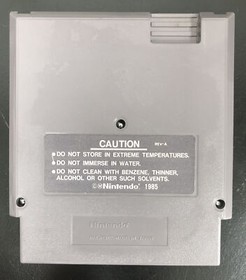 CAUTION REV-A
• DO NOT STORE IN EXTREME TEMPERATURES.
• DO NOT IMMERSE IN WATER.
• DO NOT CLEAN WITH BENZENE, THINNER,
ALCOHOL OR OTHER SUCH SOLVENTS.
©®Nintendo 1985
Nintendo